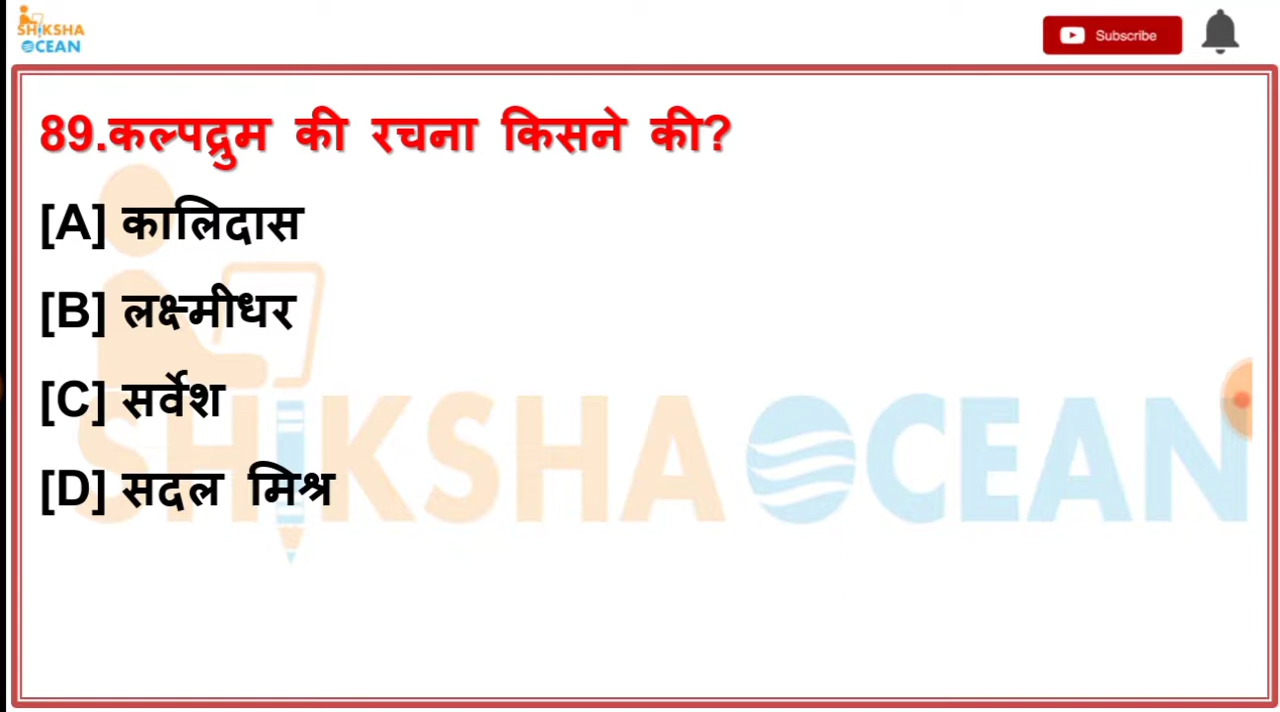 SHIKSHA
OCEAN
Subscribe
89.कल्पद्रुम की रचना किसने की?
[A] कालिदास
[B] लक्ष्मीधर
[C] सर्वेश
[D] सदल मिश्र
SHIKSHA OCEAN